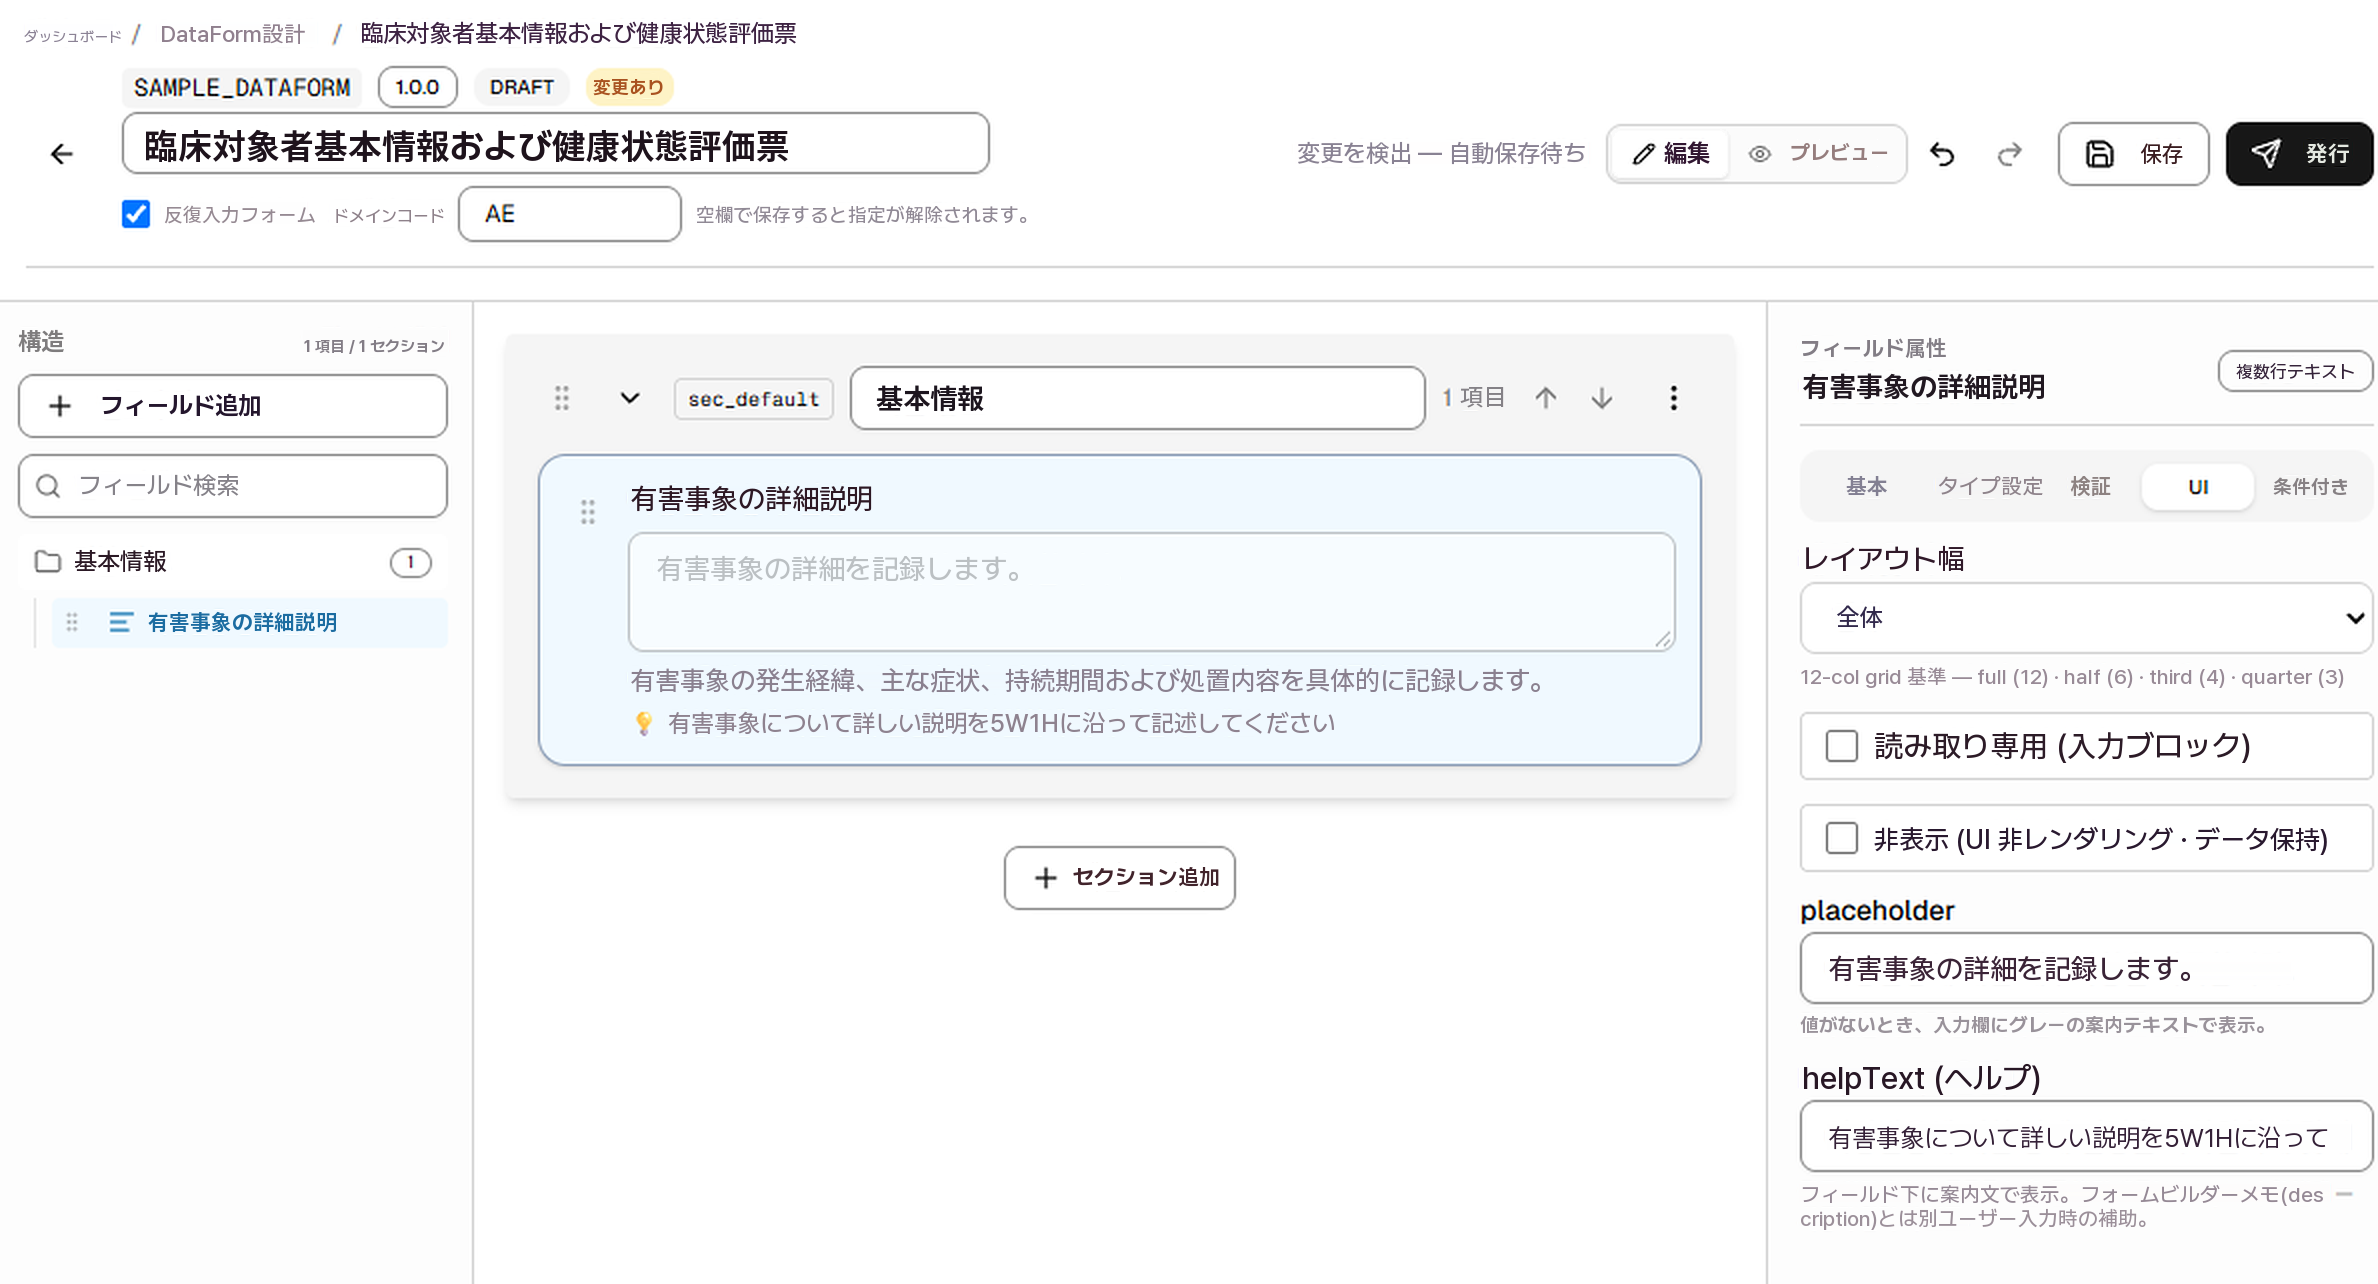 ダッシュボード / DataForm設計 / 臨床対象者基本情報および健康状態評価票
SAMPLE_DATAFORM 1.0.0 DRAFT 変更あり
臨床対象者基本情報および健康状態評価票
変更を検出 — 自動保存待ち 編集 プレビュー 保存 発行
反復入力フォーム ドメインコード AE 空欄で保存すると指定が解除されます。
構造 1 項目 / 1 セクション
フィールド追加
フィールド検索
基本情報 1
有害事象の詳細説明
sec_default 基本情報 1 項目
有害事象の詳細説明
有害事象の詳細を記録します。
有害事象の発生経緯、主な症状、持続期間および処置内容を具体的に記録します。
💡 有害事象について詳しい説明を5W1Hに沿って記述してください
セクション追加
フィールド属性
有害事象の詳細説明 複数行テキスト
基本 タイプ設定 検証 UI 条件付き
レイアウト幅
全体
12-col grid 基準 — full (12) · half (6) · third (4) · quarter (3)
読み取り専用 (入力ブロック)
非表示 (UI 非レンダリング · データ保持)
placeholder
有害事象の詳細を記録します。
値がないとき、入力欄にグレーの案内テキストで表示。
helpText (ヘルプ)
有害事象について詳しい説明を5W1Hに沿って
フィールド下に案内文で表示。フォームビルダーメモ(des
cription)とは別ユーザー入力時の補助。